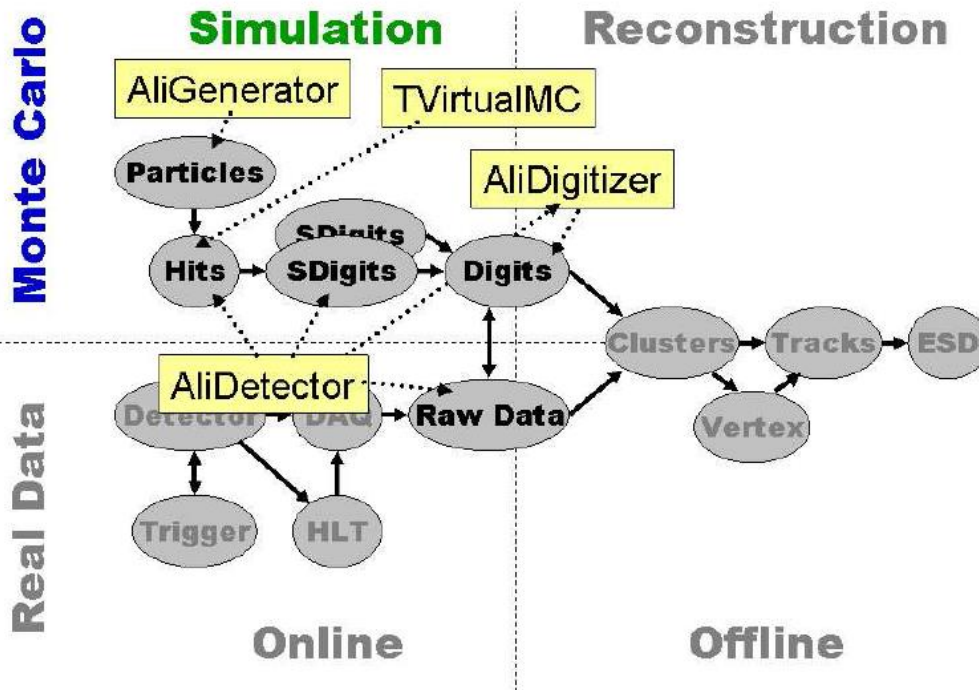 Simulation
Reconstruction
Monte Carlo
AliGenerator
TVirtualMC
Particles
AliDigitizer
SDigits
Hits
SDigits
Digits
Clusters
Tracks
ESD
AliDetector
Detector
DAQ
Raw Data
Vertex
Real Data
Trigger
HLT
Online
Offline